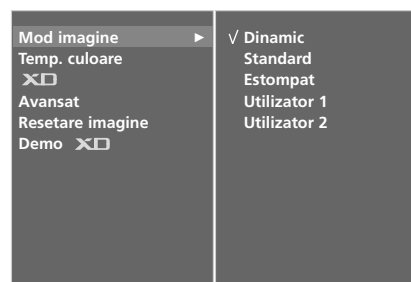 Mod imagine ►
Temp. culoare
XD
Avansat
Resetare imagine
Demo XD
√ Dinamic
Standard
Estompat
Utilizator 1
Utilizator 2